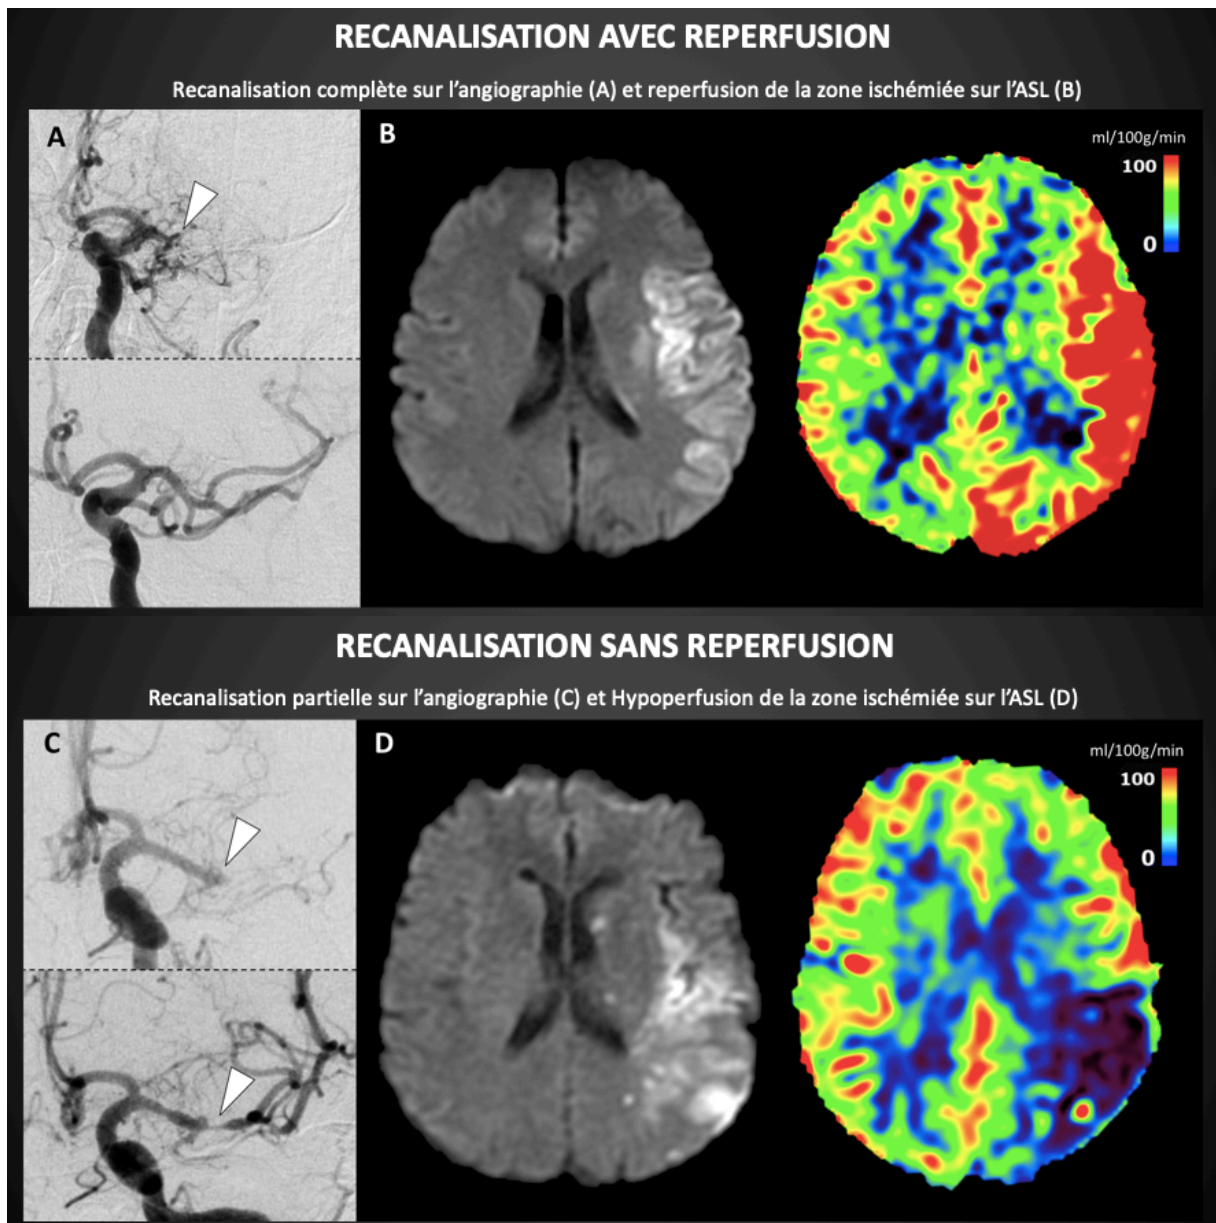 RECANALISATION AVEC REPERFUSION
Recanalisation complète sur l'angiographie (A) et reperfusion de la zone ischémiée sur l'ASL (B)
A
B
ml/100g/min
100
0
RECANALISATION SANS REPERFUSION
Recanalisation partielle sur l'angiographie (C) et Hypoperfusion de la zone ischémiée sur l'ASL (D)
C
D
ml/100g/min
100
0